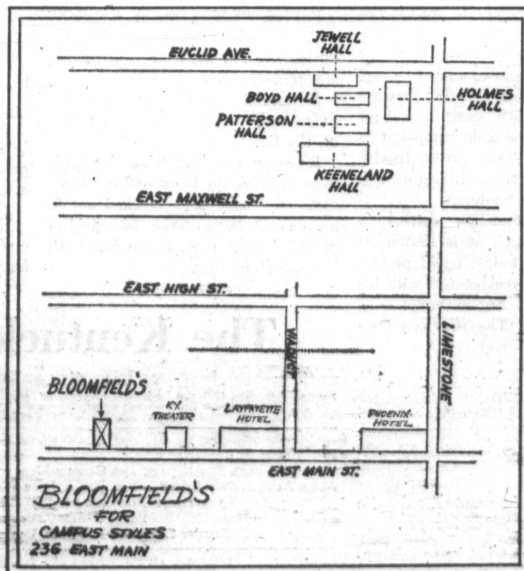 JEWELL
HALL
EUCLID AVE.
BOYD HALL
HOLMES
HALL
PATTERSON
HALL
KEENELAND
HALL
EAST MAXWELL ST.
EAST HIGH ST.
WALNUT
LIMESTONE
BLOOMFIELD'S
KY.
THEATER
LAYFAYETTE
HOTEL
PHOENIX
HOTEL
EAST MAIN ST.
BLOOMFIELD'S
FOR
CAMPUS STYLES
236 EAST MAIN